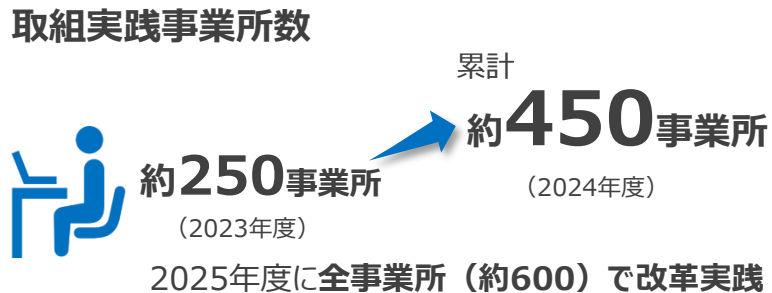 取組実践事業所数
累計
約450事業所
約250事業所
（2024年度）
（2023年度）
2025年度に全事業所（約600）で改革実践